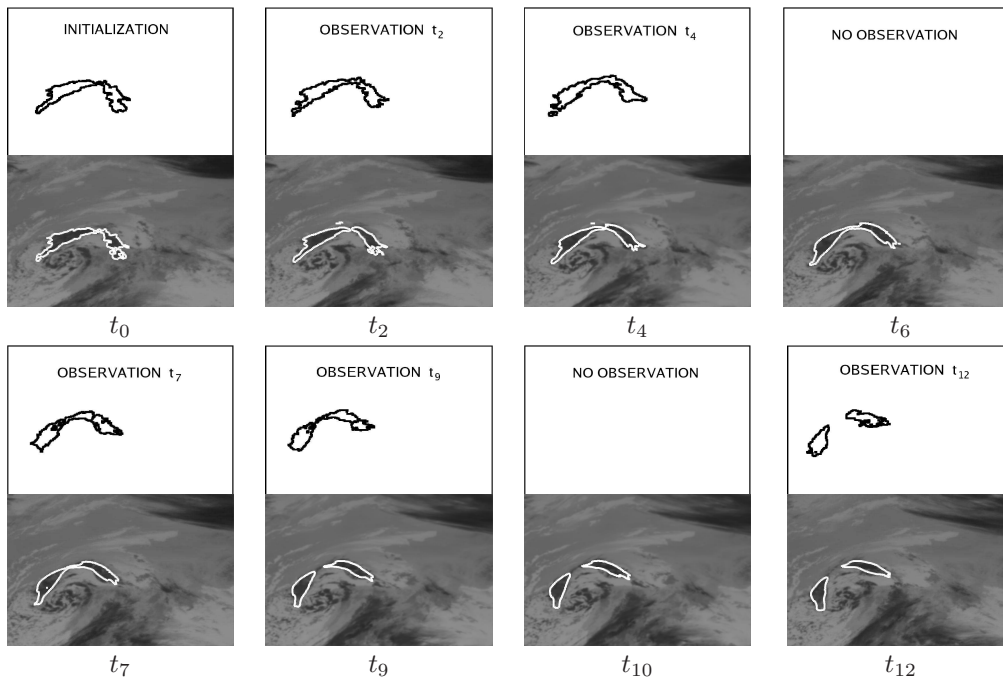 INITIALIZATION OBSERVATION t₂ OBSERVATION t₄ NO OBSERVATION
t₀ t₂ t₄ t₆
OBSERVATION t₇ OBSERVATION t₉ NO OBSERVATION OBSERVATION t₁₂
t₇ t₉ t₁₀ t₁₂